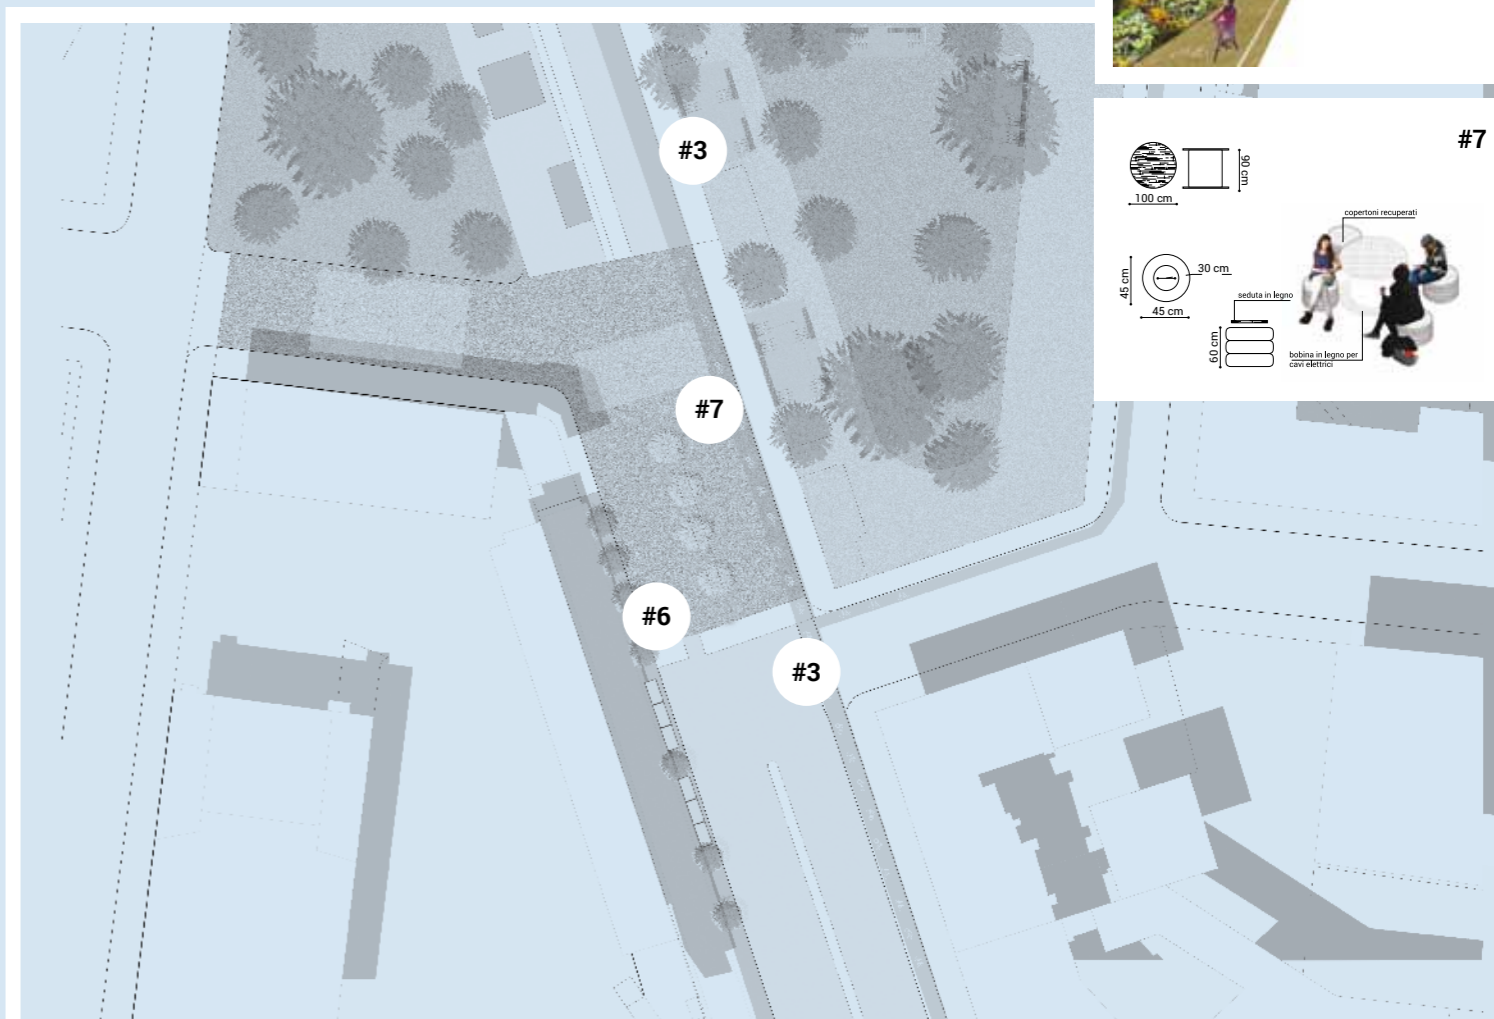 #3
#7
90 cm
100 cm
copertoni recuperati
45 cm
30 cm
45 cm
seduta in legno
60 cm
bobina in legno per
cavi elettrici
#7
#6
#3